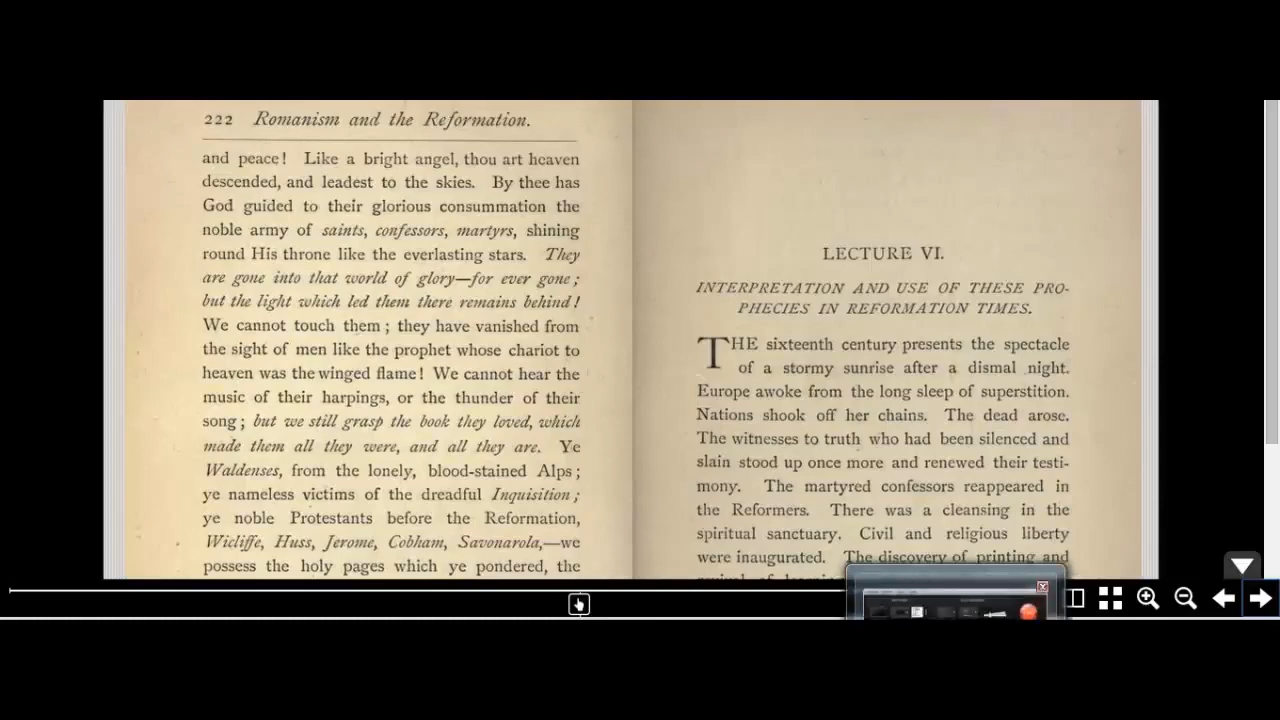 222 Romanism and the Reformation.
and peace! Like a bright angel, thou art heaven
descended, and leadest to the skies. By thee has
God guided to their glorious consummation the
noble army of saints, confessors, martyrs, shining
round His throne like the everlasting stars. They
are gone into that world of glory—for ever gone;
but the light which led them there remains behind!
We cannot touch them; they have vanished from
the sight of men like the prophet whose chariot to
heaven was the winged flame! We cannot hear the
music of their harpings, or the thunder of their
song; but we still grasp the book they loved, which
made them all they were, and all they are. Ye
Waldenses, from the lonely, blood-stained Alps;
ye nameless victims of the dreadful Inquisition;
ye noble Protestants before the Reformation,
Wicliffe, Huss, Jerome, Cobham, Savonarola,—we
possess the holy pages which ye pondered, the
LECTURE VI.
INTERPRETATION AND USE OF THESE PRO-
PHECIES IN REFORMATION TIMES.
THE sixteenth century presents the spectacle
of a stormy sunrise after a dismal night.
Europe awoke from the long sleep of superstition.
Nations shook off her chains. The dead arose.
The witnesses to truth who had been silenced and
slain stood up once more and renewed their testi-
mony. The martyred confessors reappeared in
the Reformers. There was a cleansing in the
spiritual sanctuary. Civil and religious liberty
were inaugurated. The discovery of printing and